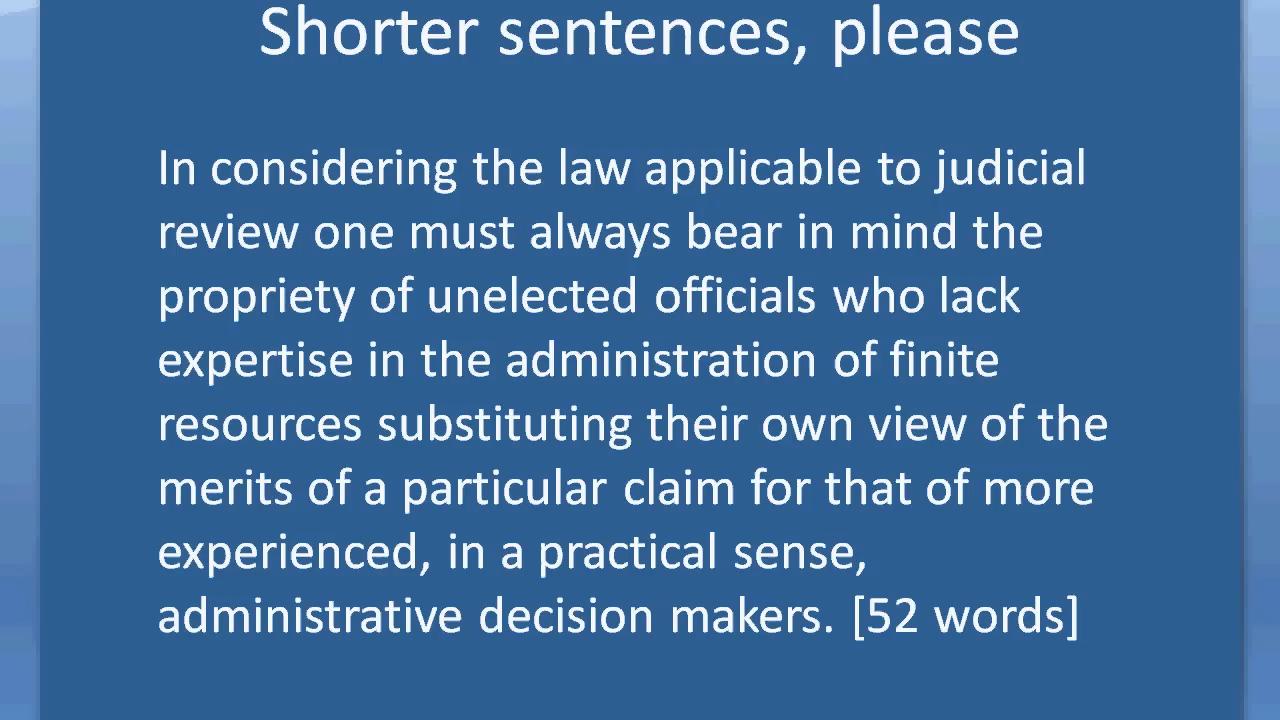 Shorter sentences, please
In considering the law applicable to judicial
review one must always bear in mind the
propriety of unelected officials who lack
expertise in the administration of finite
resources substituting their own view of the
merits of a particular claim for that of more
experienced, in a practical sense,
administrative decision makers. [52 words]